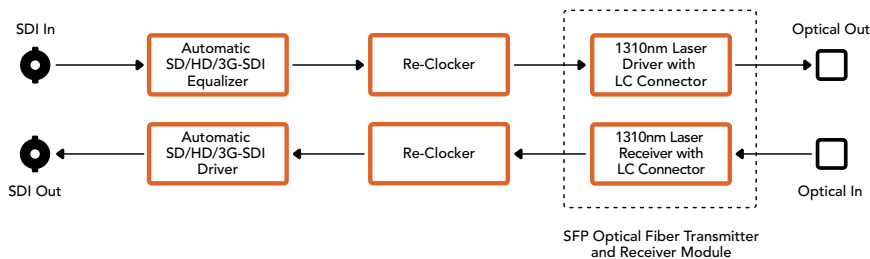 SDI In
Automatic
SD/HD/3G-SDI
Equalizer
Re-Clocker
1310nm Laser
Driver with
LC Connector
Optical Out
SDI Out
Automatic
SD/HD/3G-SDI
Driver
Re-Clocker
1310nm Laser
Receiver with
LC Connector
Optical In
SFP Optical Fiber Transmitter
and Receiver Module